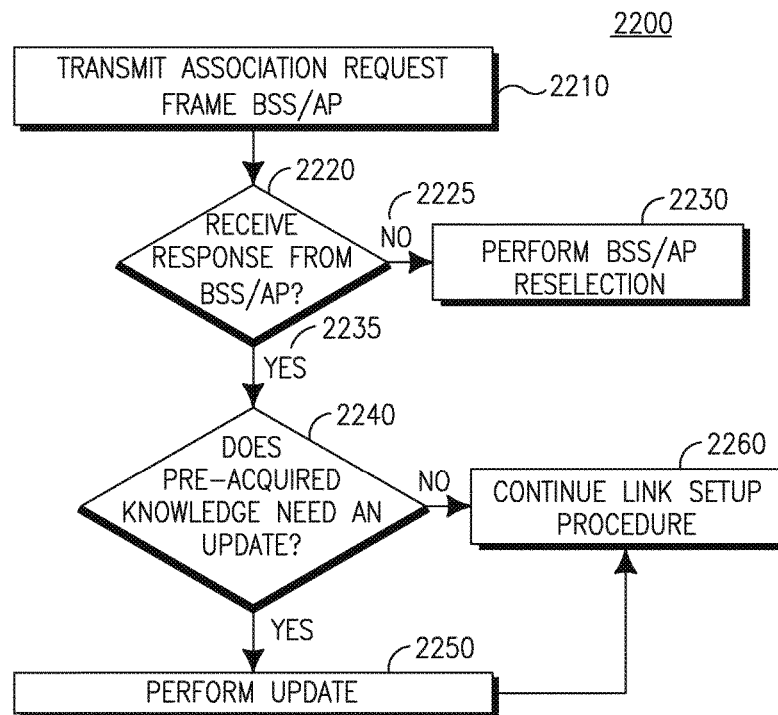 2200
TRANSMIT ASSOCIATION REQUEST
FRAME BSS/AP
2210
2220
RECEIVE
RESPONSE FROM
BSS/AP?
2225
NO
2230
PERFORM BSS/AP
RESELECTION
2235
YES
2240
DOES
PRE-ACQUIRED
KNOWLEDGE NEED AN
UPDATE?
NO
2260
CONTINUE LINK SETUP
PROCEDURE
YES
2250
PERFORM UPDATE